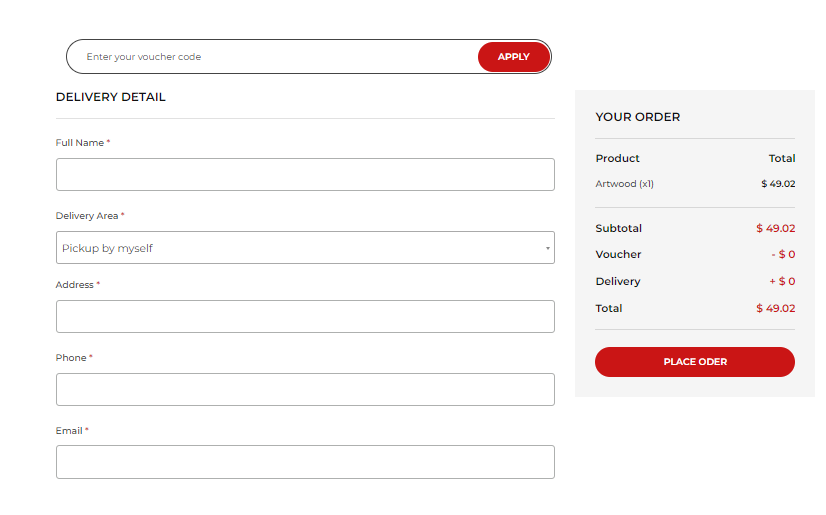 Enter your voucher code
APPLY
DELIVERY DETAIL
Full Name *
Delivery Area *
Pickup by myself
Address *
Phone *
Email *
YOUR ORDER
Product Total
Artwood (x1) $ 49.02
Subtotal $ 49.02
Voucher - $ 0
Delivery + $ 0
Total $ 49.02
PLACE ODER